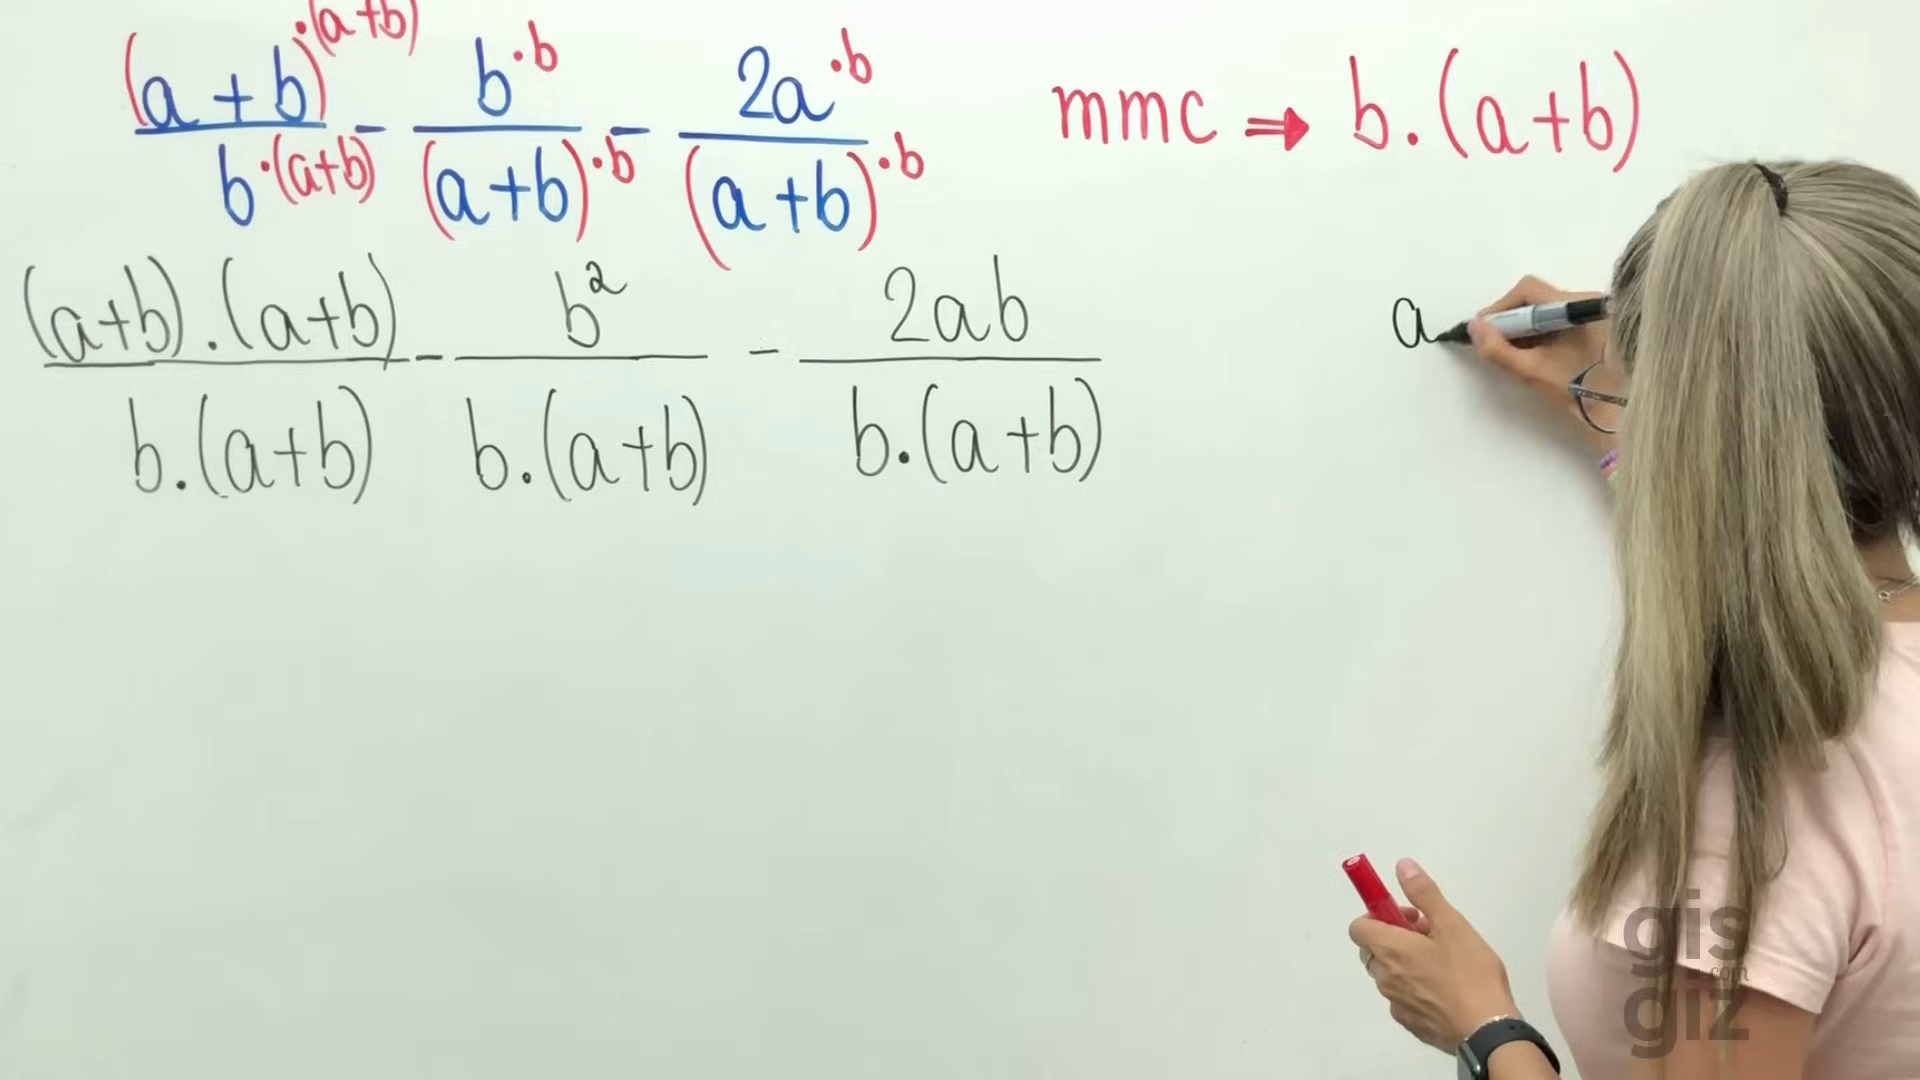 (a+b)·(a+b) / b·(a+b) - b·b / (a+b)·b - 2a·b / (a+b)·b
mmc ⇒ b.(a+b)
(a+b).(a+b) / b.(a+b) - b² / b.(a+b) - 2ab / b.(a+b)
a
gis
.com
giz